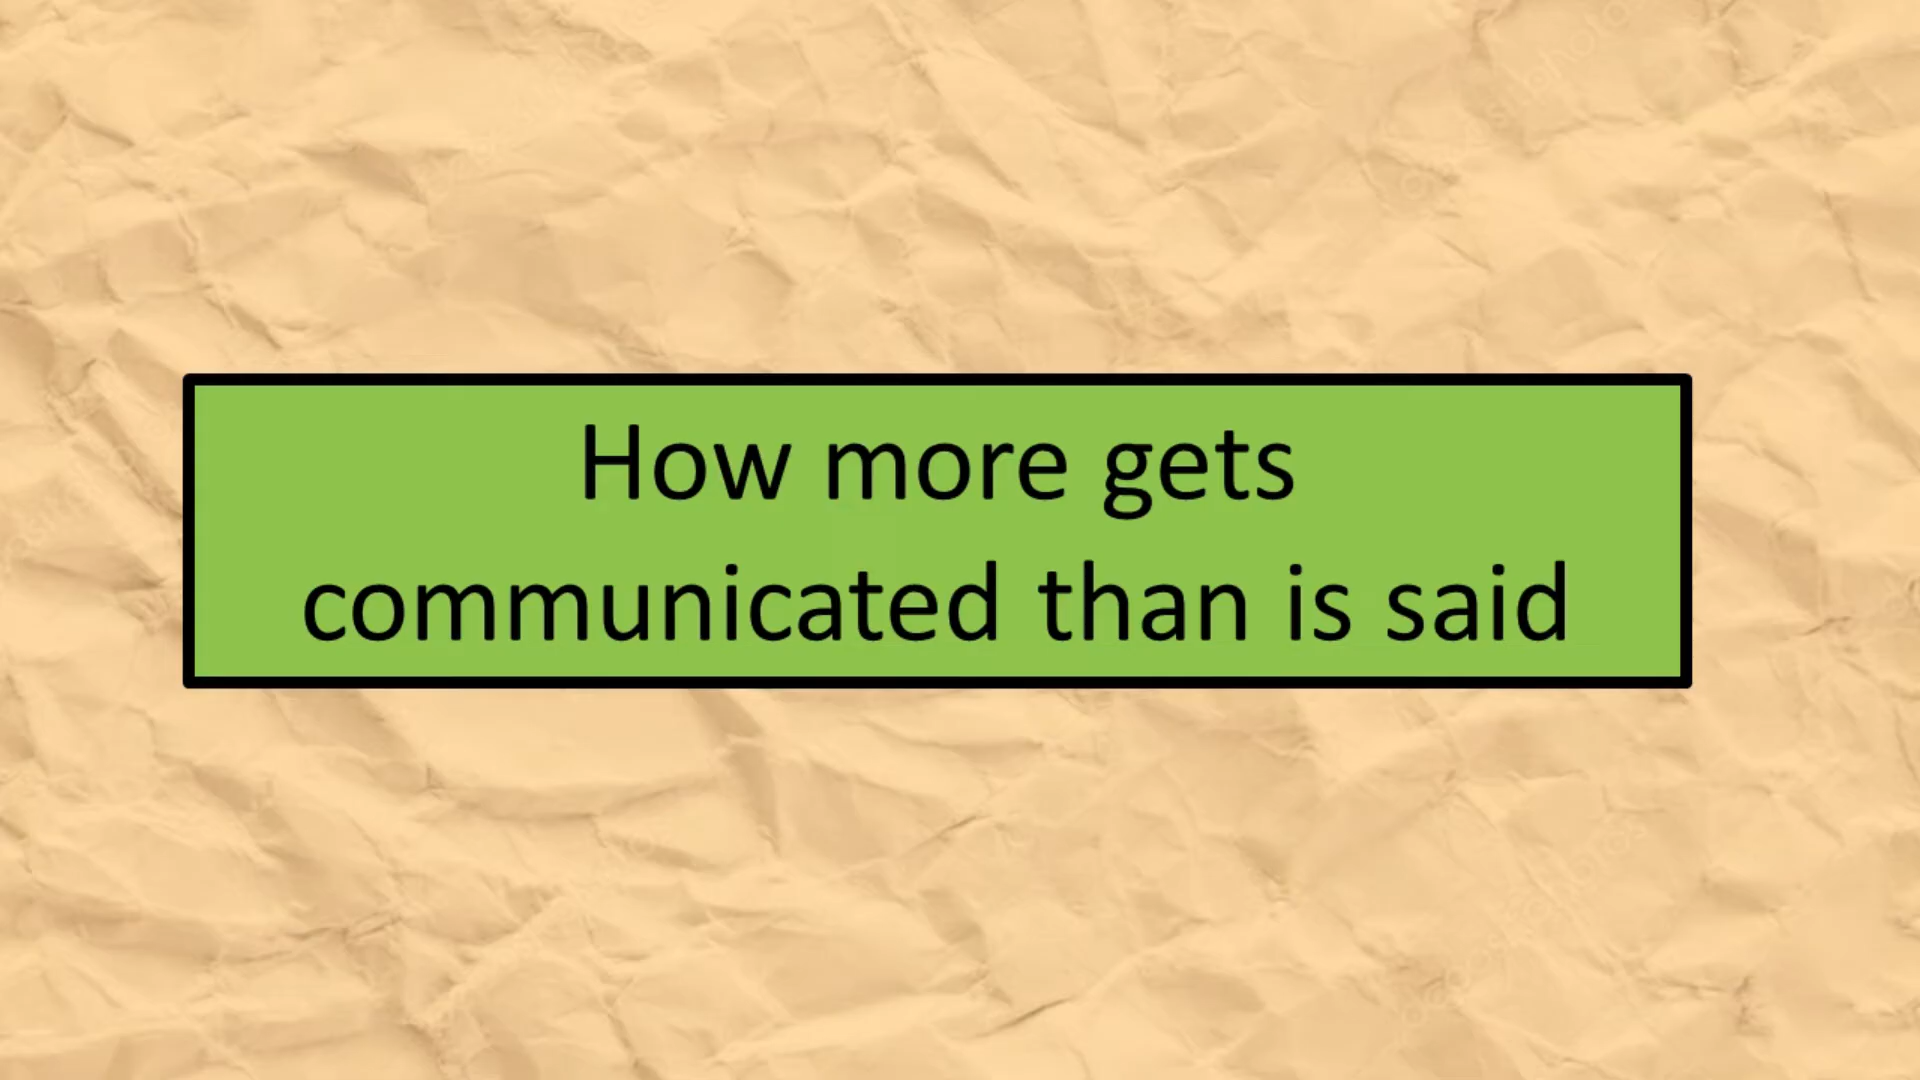 How more gets
communicated than is said